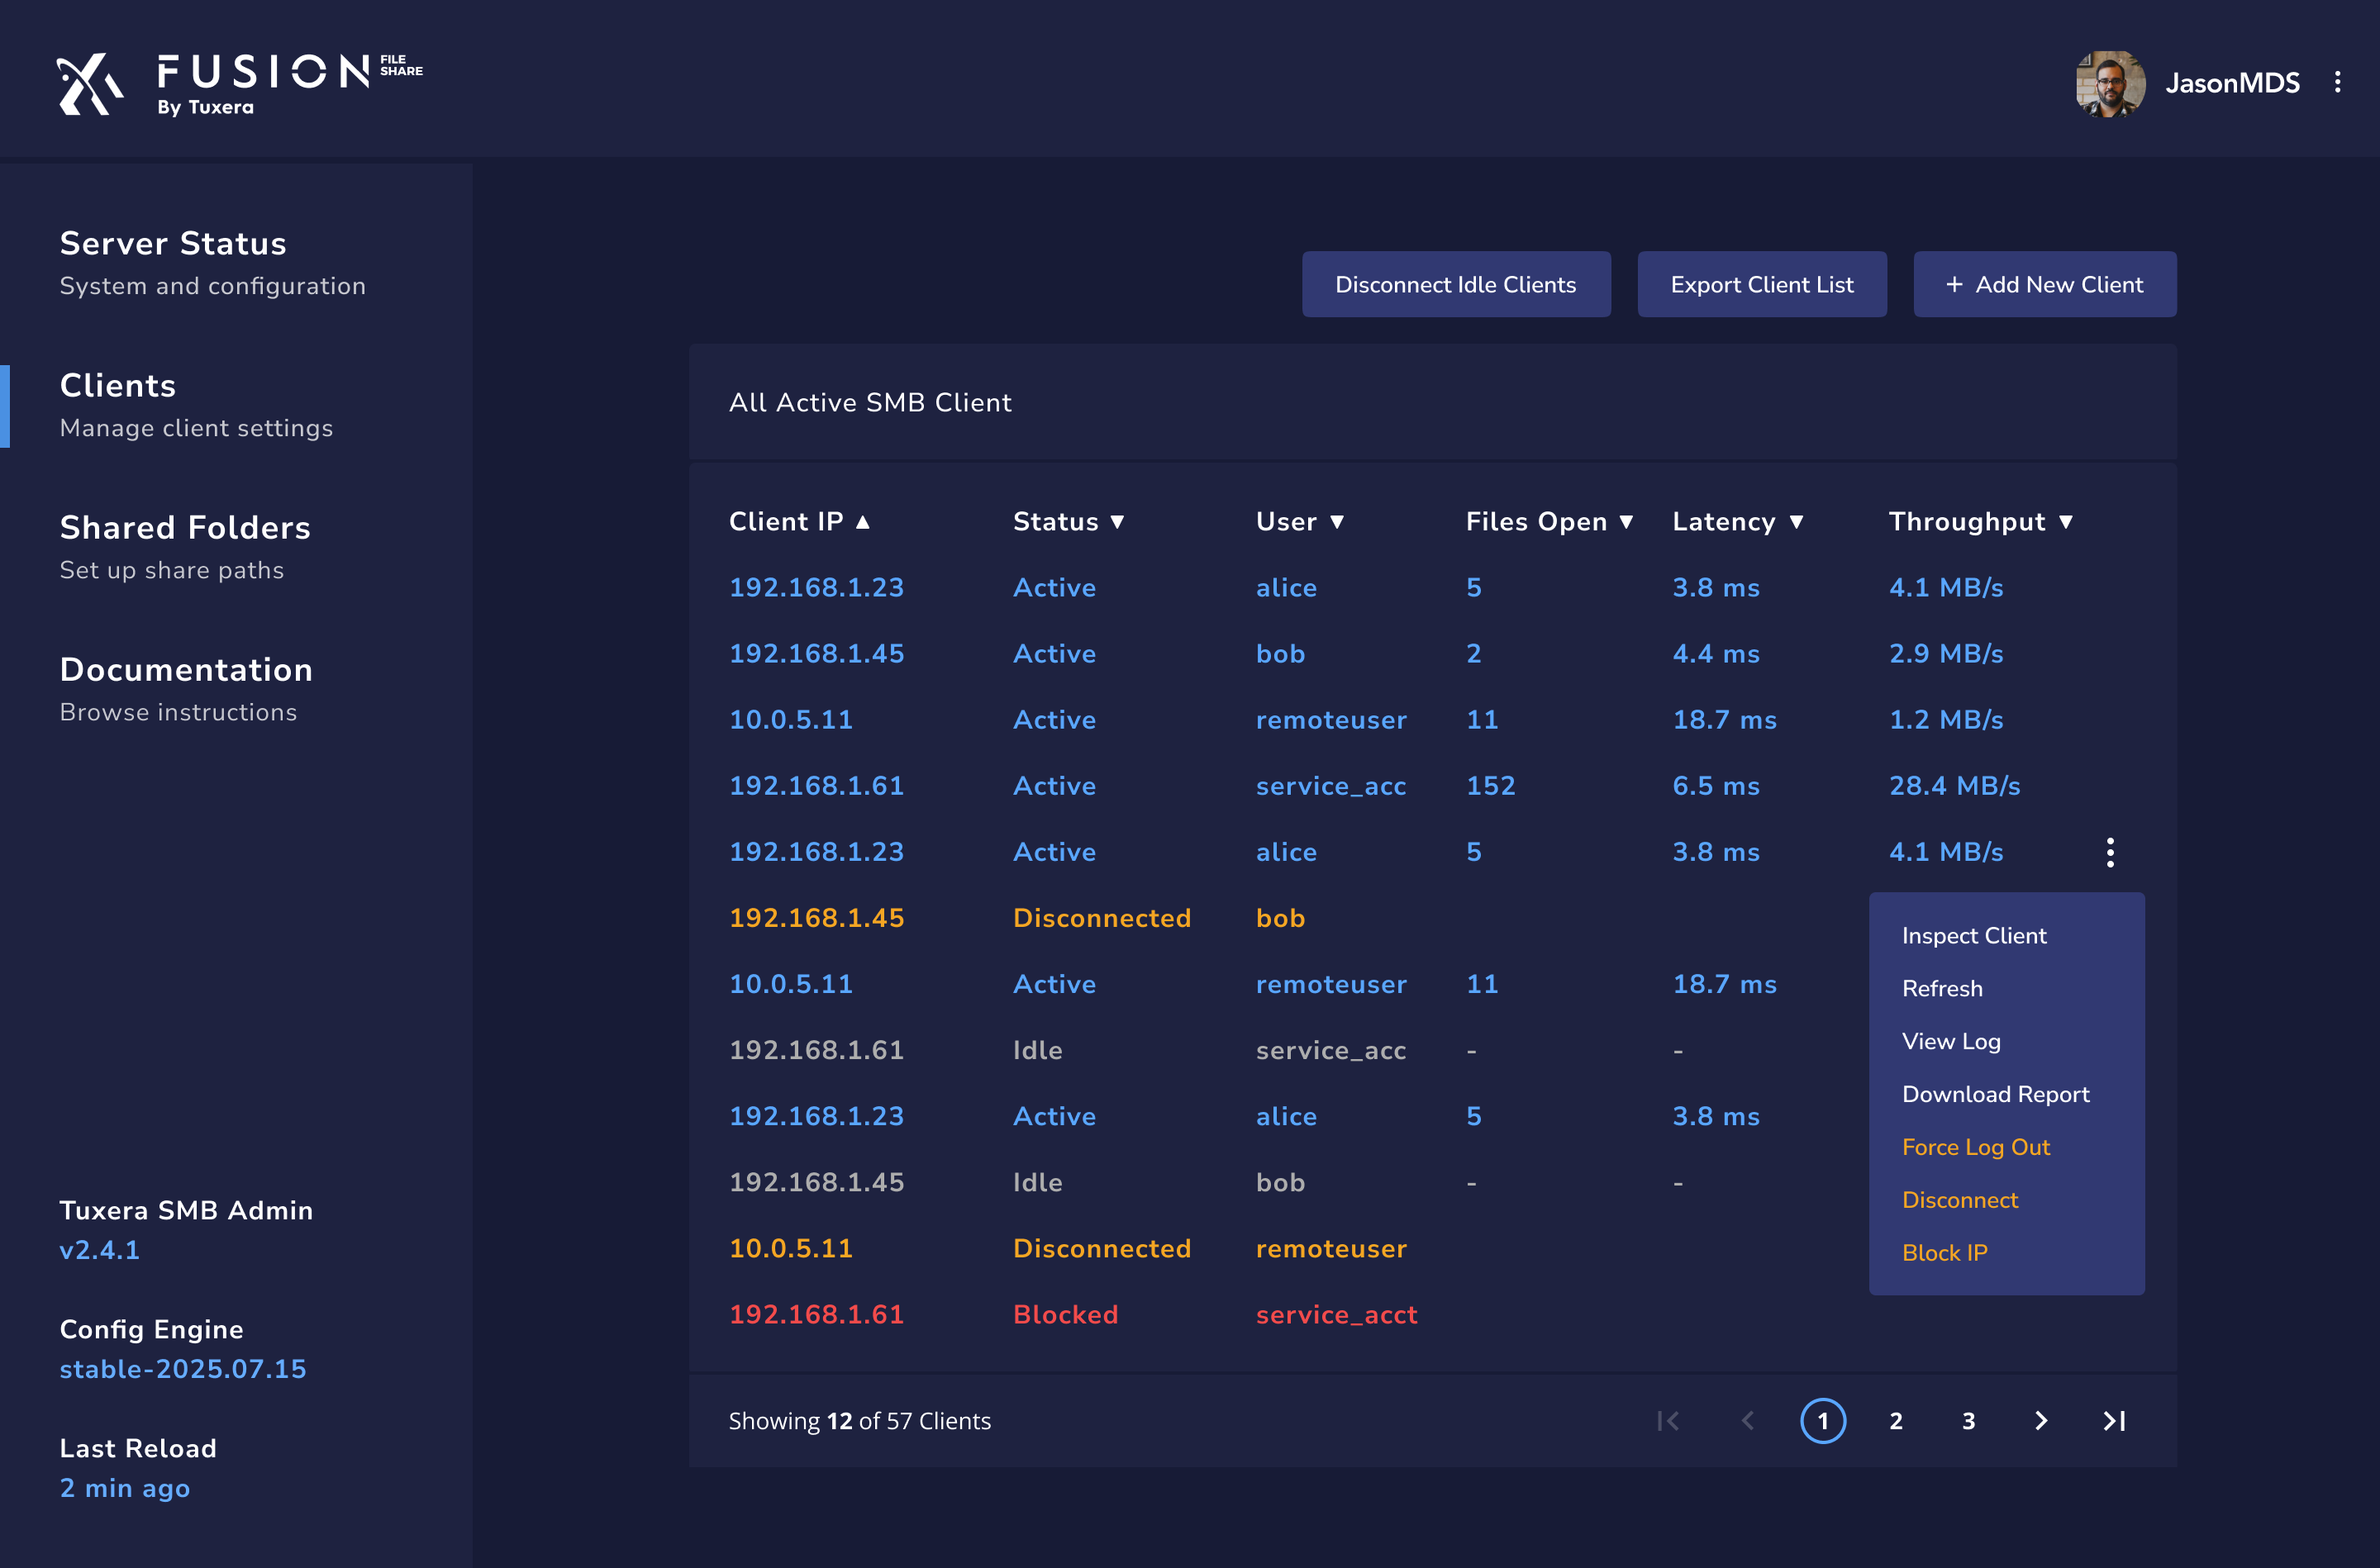 FUSION FILE SHARE
By Tuxera
JasonMDS
Server Status
System and configuration
Clients
Manage client settings
Shared Folders
Set up share paths
Documentation
Browse instructions
Tuxera SMB Admin
v2.4.1
Config Engine
stable-2025.07.15
Last Reload
2 min ago
Disconnect Idle Clients Export Client List + Add New Client
All Active SMB Client
Client IP ▲ Status ▼ User ▼ Files Open ▼ Latency ▼ Throughput ▼
192.168.1.23 Active alice 5 3.8 ms 4.1 MB/s
192.168.1.45 Active bob 2 4.4 ms 2.9 MB/s
10.0.5.11 Active remoteuser 11 18.7 ms 1.2 MB/s
192.168.1.61 Active service_acc 152 6.5 ms 28.4 MB/s
192.168.1.23 Active alice 5 3.8 ms 4.1 MB/s
192.168.1.45 Disconnected bob
10.0.5.11 Active remoteuser 11 18.7 ms
192.168.1.61 Idle service_acc - -
192.168.1.23 Active alice 5 3.8 ms
192.168.1.45 Idle bob - -
10.0.5.11 Disconnected remoteuser
192.168.1.61 Blocked service_acct
Inspect Client
Refresh
View Log
Download Report
Force Log Out
Disconnect
Block IP
Showing 12 of 57 Clients
1 2 3